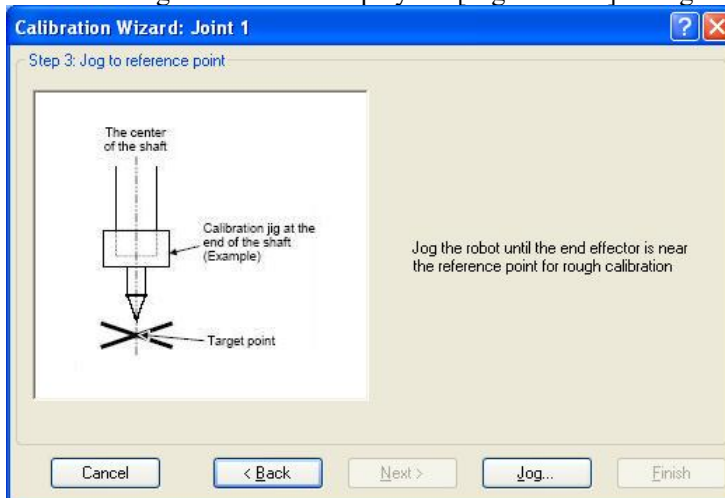 Calibration Wizard: Joint 1
Step 3: Jog to reference point
The center
of the shaft
Calibration jig at the
end of the shaft
(Example)
Target point
Jog the robot until the end effector is near
the reference point for rough calibration
Cancel
< Back
Next >
Jog...
Finish